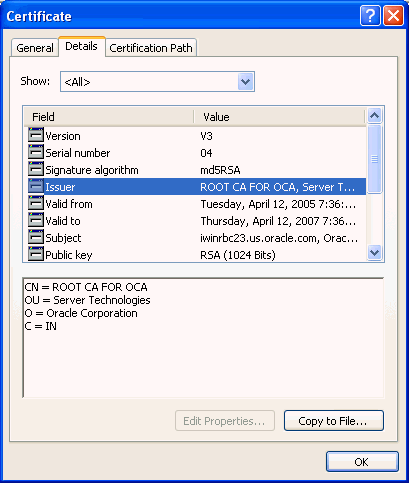 Certificate
General Details Certification Path
Show: <All>
Field Value
Version V3
Serial number 04
Signature algorithm md5RSA
Issuer ROOT CA FOR OCA, Server T...
Valid from Tuesday, April 12, 2005 7:36:...
Valid to Thursday, April 12, 2007 7:36...
Subject iwinrbc23.us.oracle.com, Orac...
Public key RSA (1024 Bits)
CN = ROOT CA FOR OCA
OU = Server Technologies
O = Oracle Corporation
C = IN
Edit Properties... Copy to File...
OK